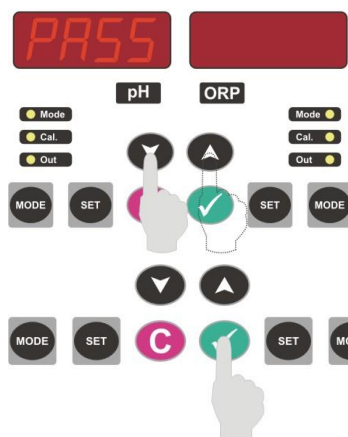 PASS
pH ORP
Mode Mode
Cal. Cal.
Out Out
MODE SET SET MODE
MODE SET C SET